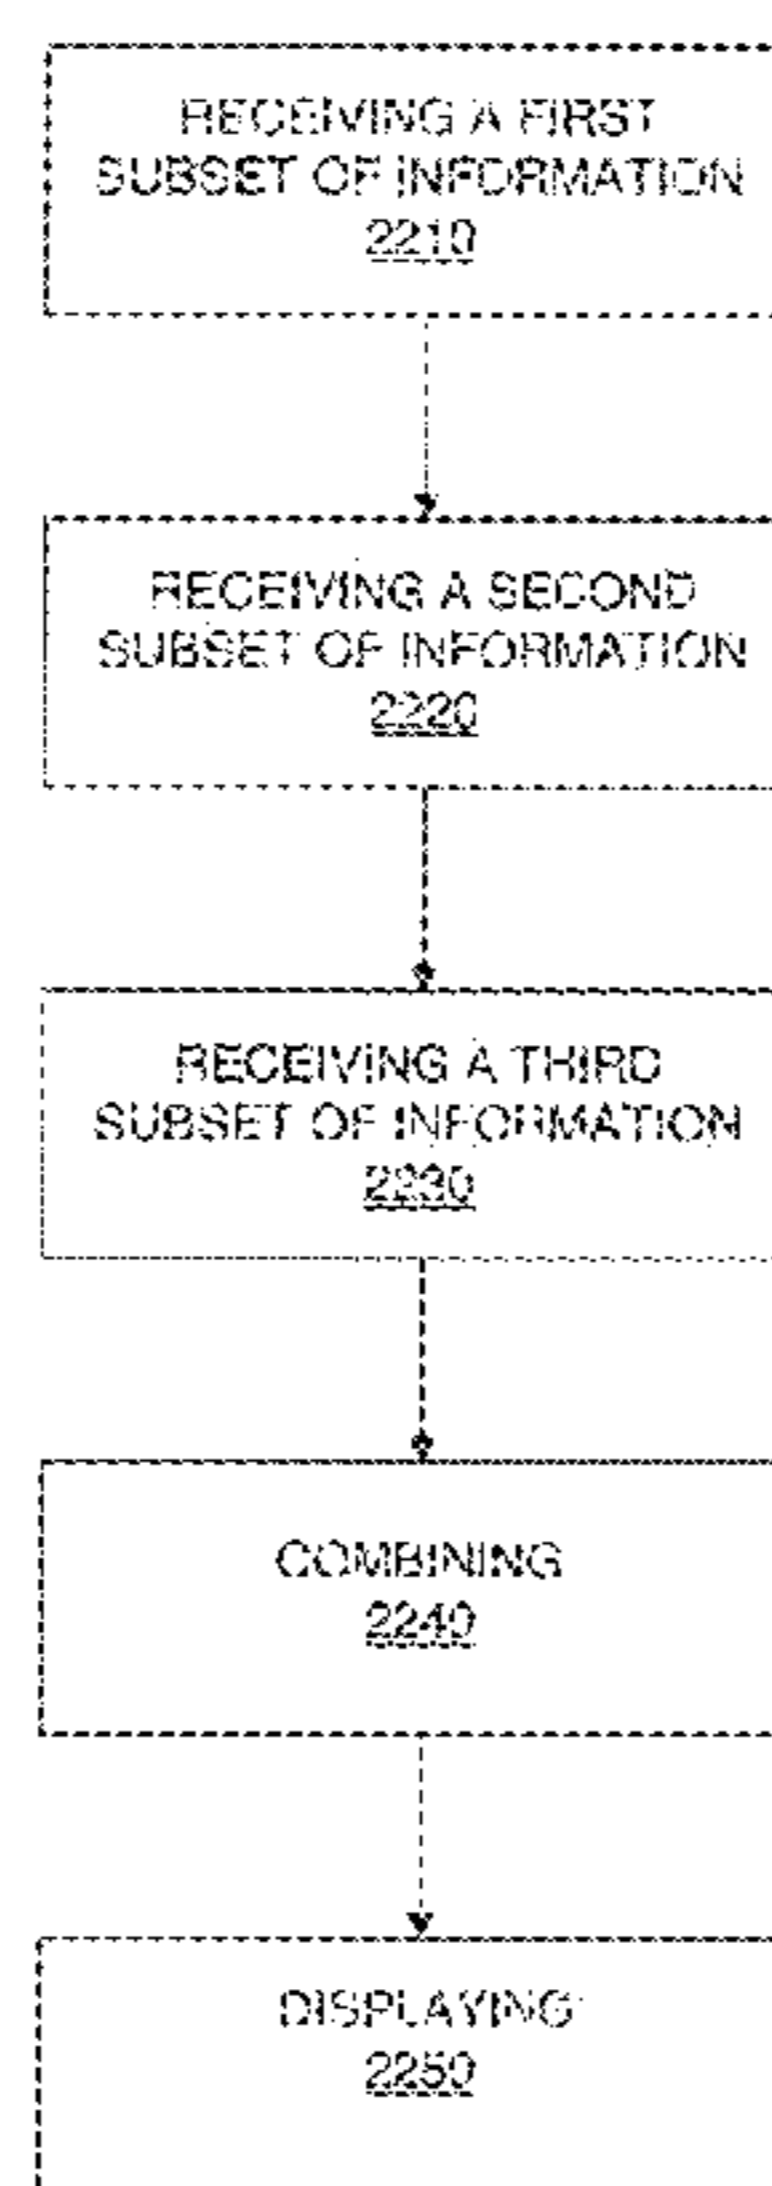 RECEIVING A FIRST
SUBSET OF INFORMATION
2210
RECEIVING A SECOND
SUBSET OF INFORMATION
2220
RECEIVING A THIRD
SUBSET OF INFORMATION
2230
COMBINING
2240
DISPLAYING
2250